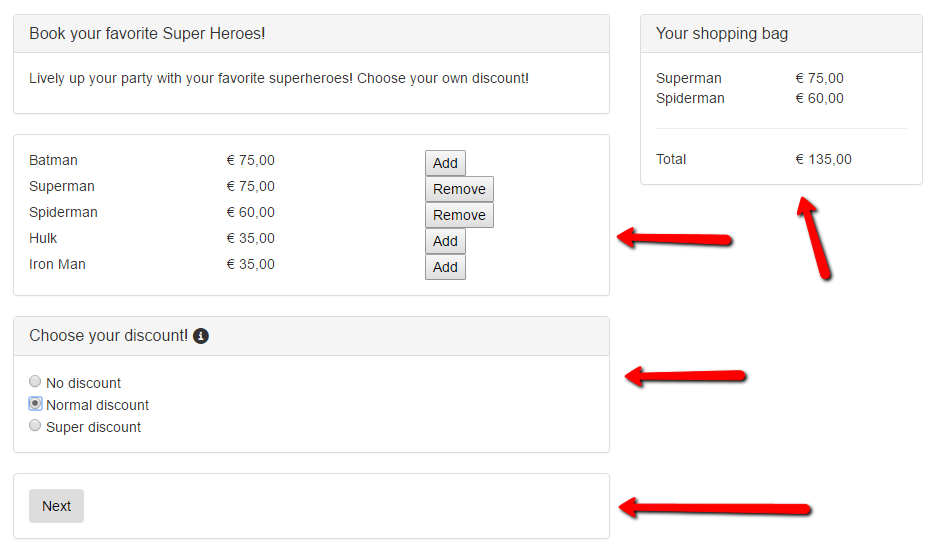 Book your favorite Super Heroes!
Lively up your party with your favorite superheroes! Choose your own discount!
Batman € 75,00 Add
Superman € 75,00 Remove
Spiderman € 60,00 Remove
Hulk € 35,00 Add
Iron Man € 35,00 Add
Choose your discount!
No discount
Normal discount
Super discount
Next
Your shopping bag
Superman € 75,00
Spiderman € 60,00
Total € 135,00